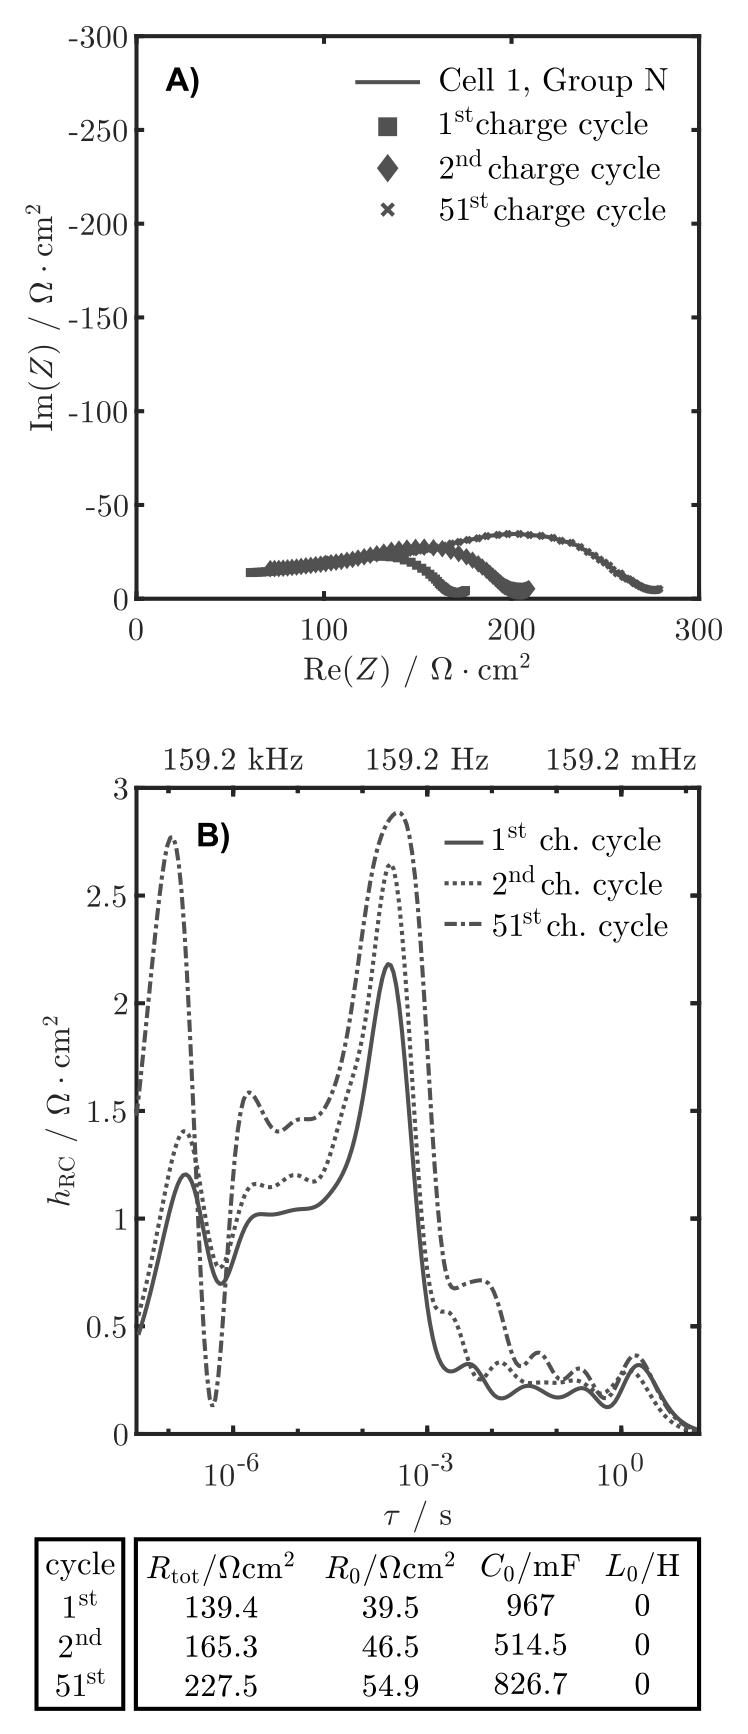 -300
A)
Cell 1, Group N
1st charge cycle
2nd charge cycle
51st charge cycle
-250
-200
-150
-100
-50
0
Im(Z) / Ω · cm²
0 100 200 300
Re(Z) / Ω · cm²
159.2 kHz 159.2 Hz 159.2 mHz
3
B)
1st ch. cycle
2nd ch. cycle
51st ch. cycle
2.5
2
1.5
1
0.5
0
hRC / Ω · cm²
10-6 10-3 100
τ / s
cycle Rtot/Ωcm² R0/Ωcm² C0/mF L0/H
1st 139.4 39.5 967 0
2nd 165.3 46.5 514.5 0
51st 227.5 54.9 826.7 0